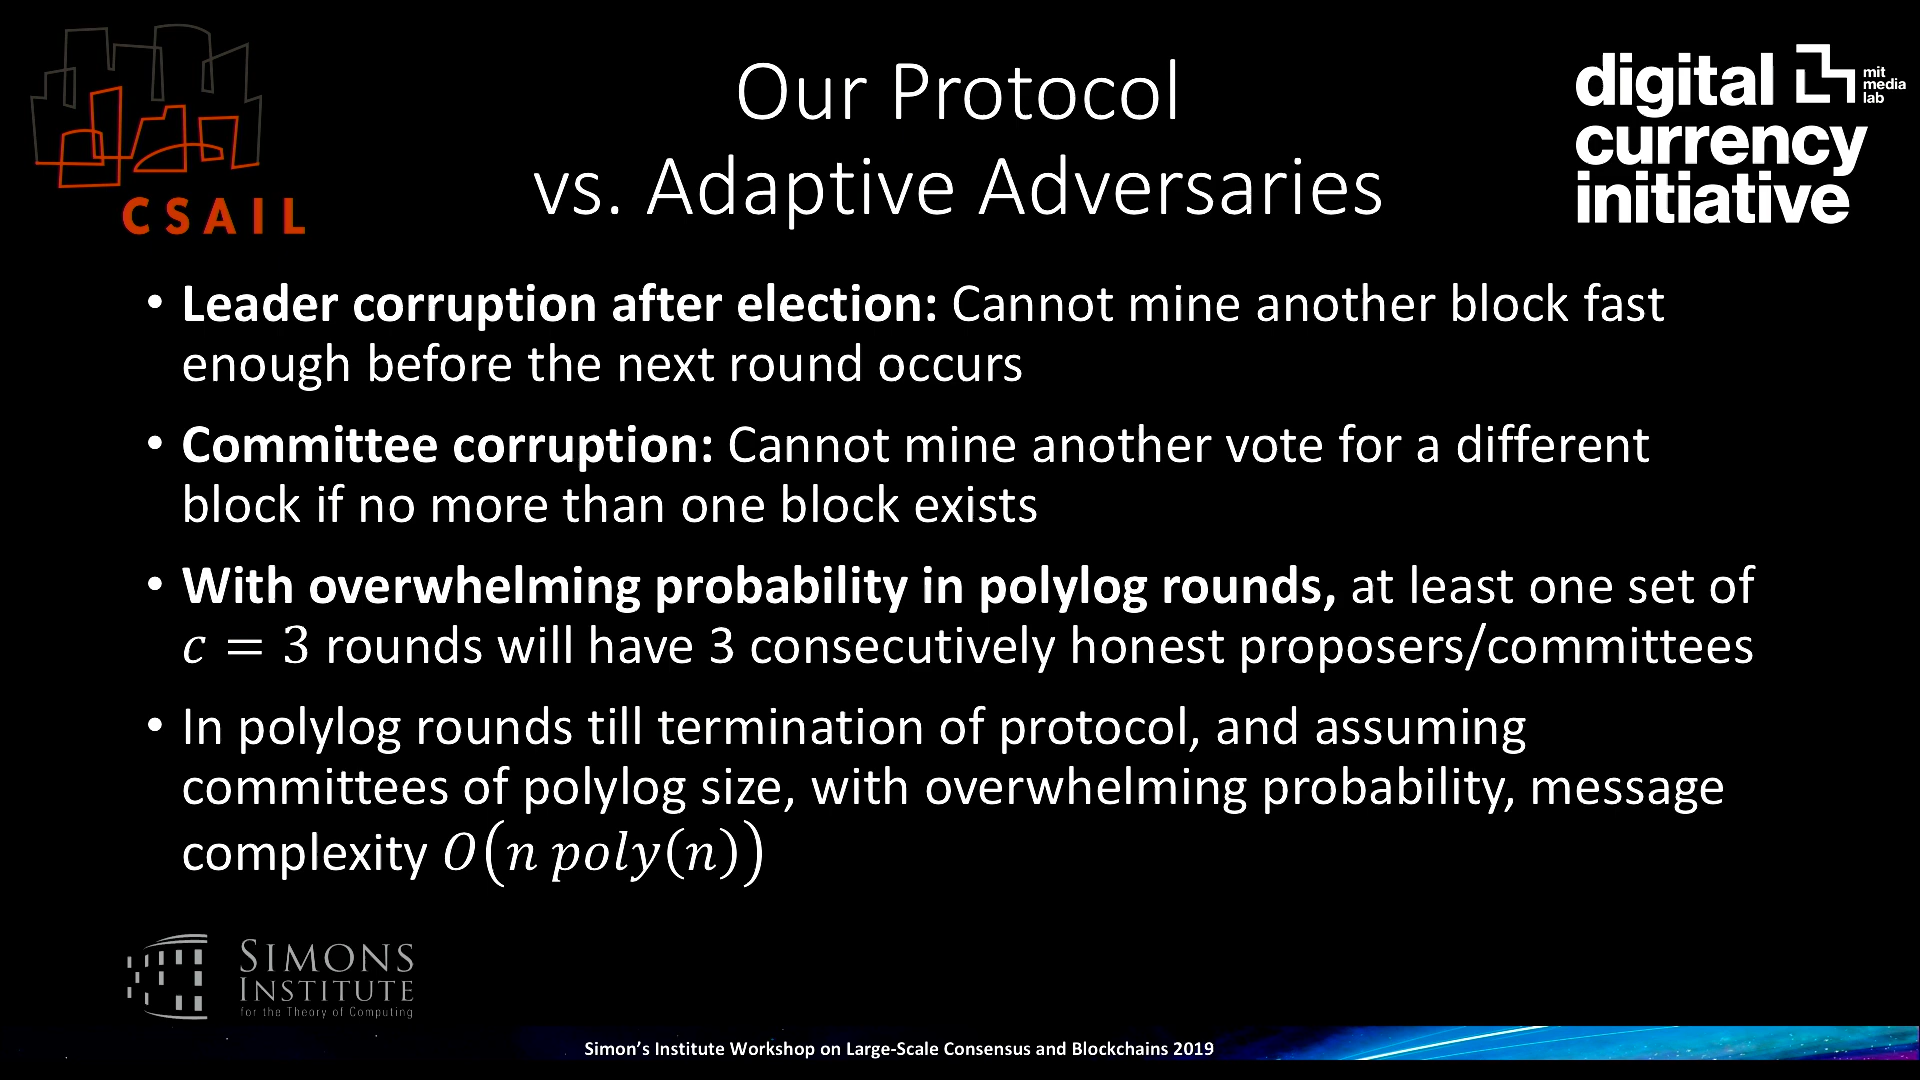 CSAIL
Our Protocol
vs. Adaptive Adversaries
digital
mit
media
lab
currency
initiative
• Leader corruption after election: Cannot mine another block fast
enough before the next round occurs
• Committee corruption: Cannot mine another vote for a different
block if no more than one block exists
• With overwhelming probability in polylog rounds, at least one set of
c = 3 rounds will have 3 consecutively honest proposers/committees
• In polylog rounds till termination of protocol, and assuming
committees of polylog size, with overwhelming probability, message
complexity O(n poly(n))
SIMONS
INSTITUTE
for the Theory of Computing
Simon’s Institute Workshop on Large-Scale Consensus and Blockchains 2019